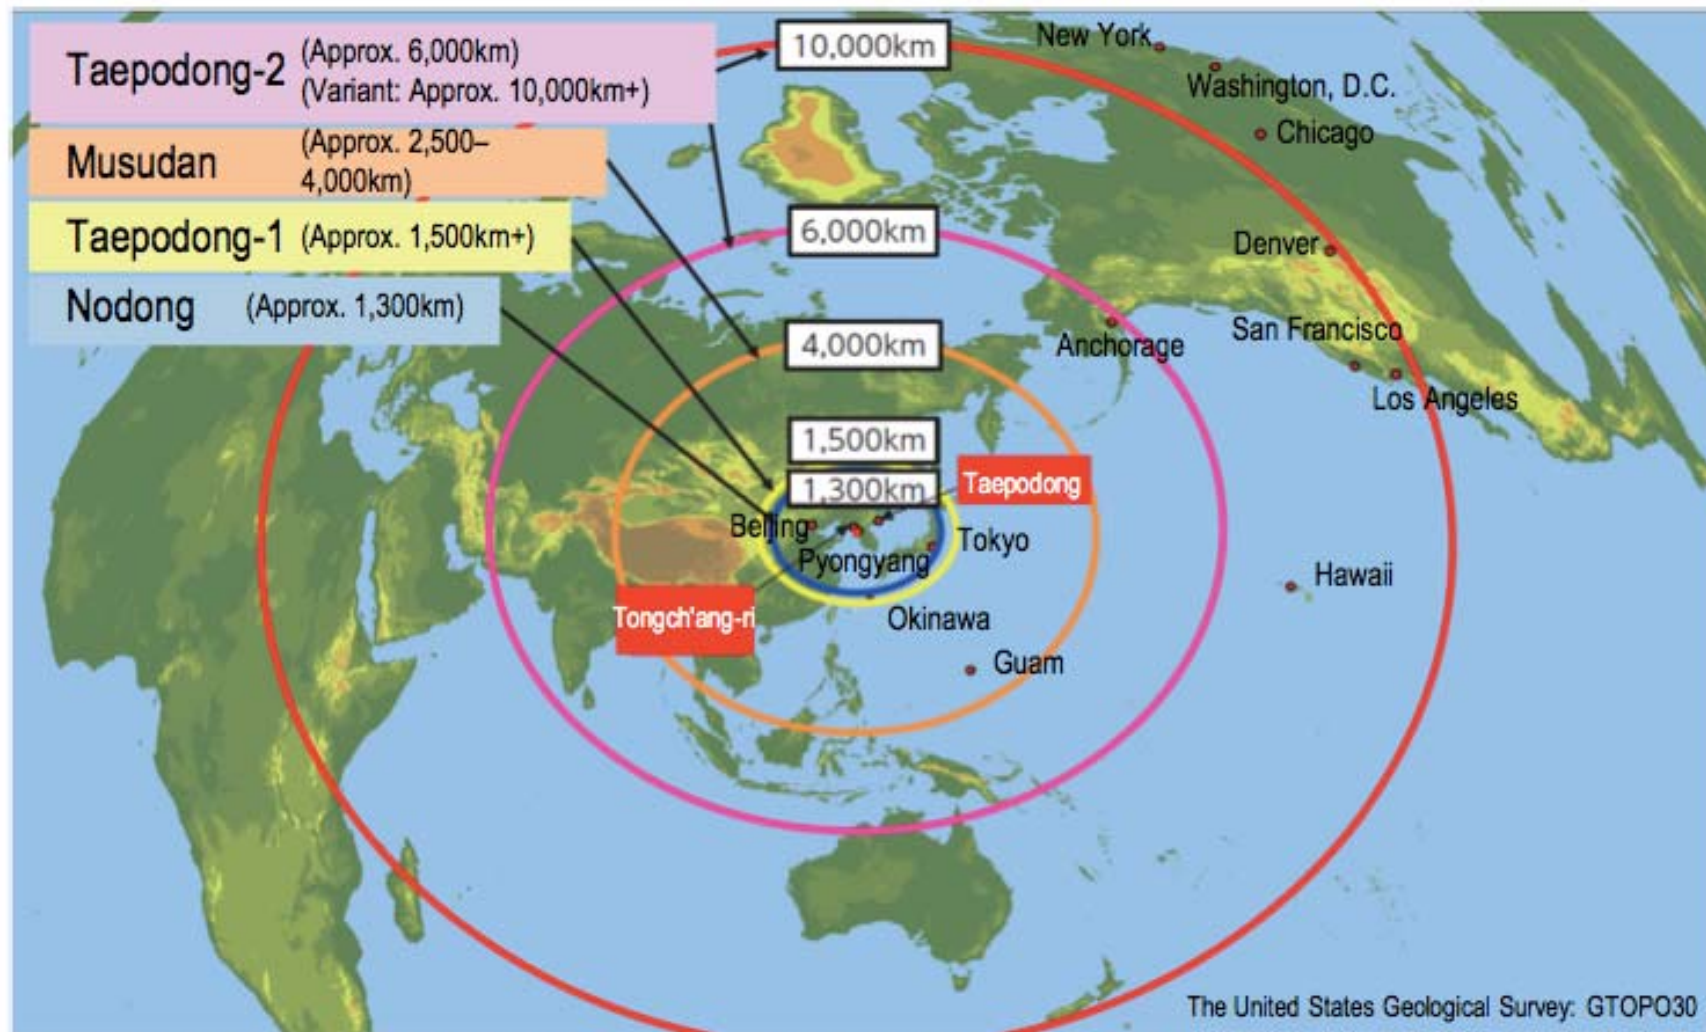 Taepodong-2 (Approx. 6,000km)
(Variant: Approx. 10,000km+)
Musudan (Approx. 2,500–
4,000km)
Taepodong-1 (Approx. 1,500km+)
Nodong (Approx. 1,300km)
10,000km
6,000km
4,000km
1,500km
1,300km
New York
Washington, D.C.
Chicago
Denver
San Francisco
Los Angeles
Anchorage
Taepodong
Beijing
Pyongyang
Tokyo
Tongch'ang-ri
Okinawa
Guam
Hawaii
The United States Geological Survey: GTOPO30